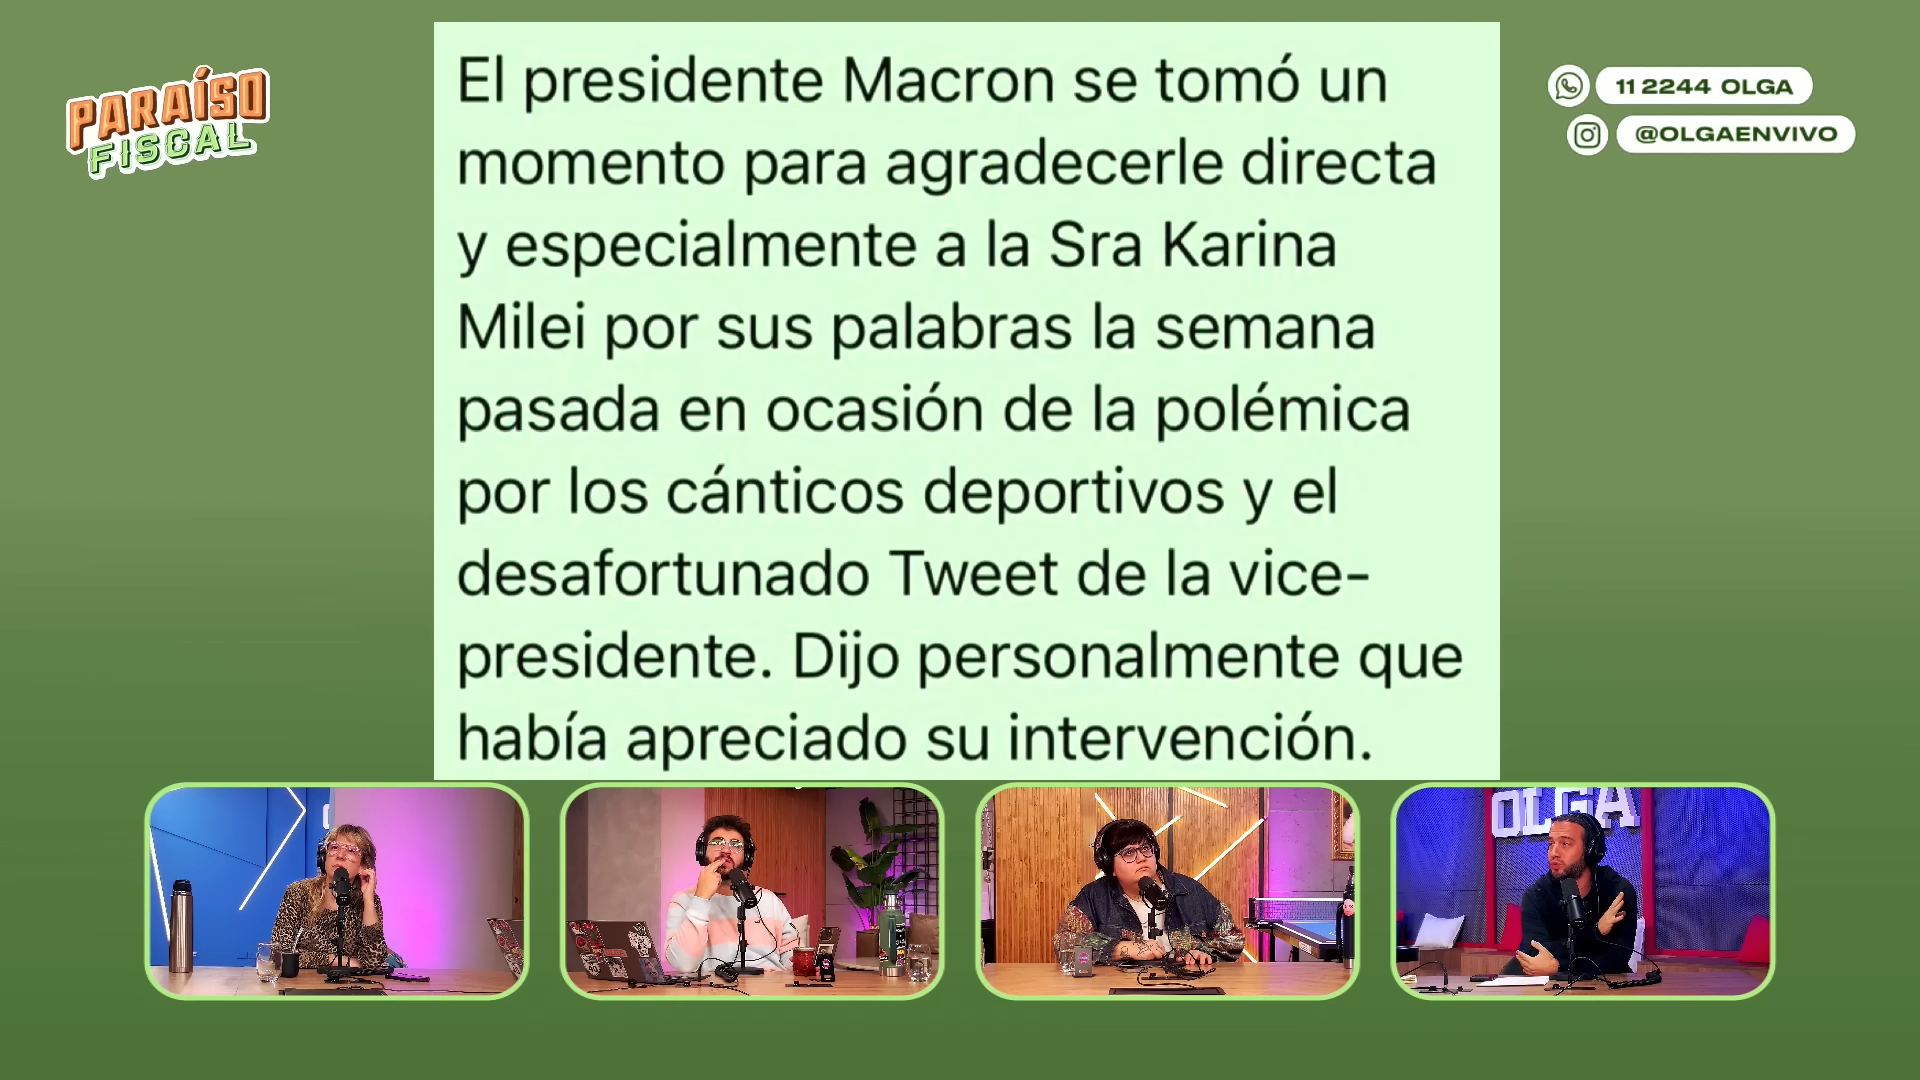 PARAÍSO
FISCAL
El presidente Macron se tomó un
momento para agradecerle directa
y especialmente a la Sra Karina
Milei por sus palabras la semana
pasada en ocasión de la polémica
por los cánticos deportivos y el
desafortunado Tweet de la vice-
presidente. Dijo personalmente que
había apreciado su intervención.
11 2244 OLGA
@OLGAENVIVO
OLGA